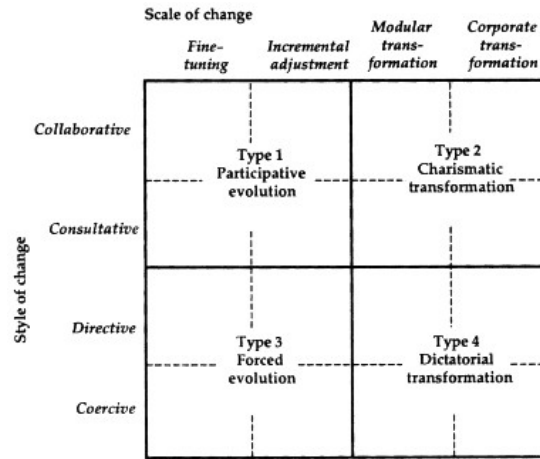 Scale of change
Fine-
tuning
Incremental
adjustment
Modular
trans-
formation
Corporate
trans-
formation
Style of change
Collaborative
Consultative
Directive
Coercive
Type 1
Participative
evolution
Type 2
Charismatic
transformation
Type 3
Forced
evolution
Type 4
Dictatorial
transformation